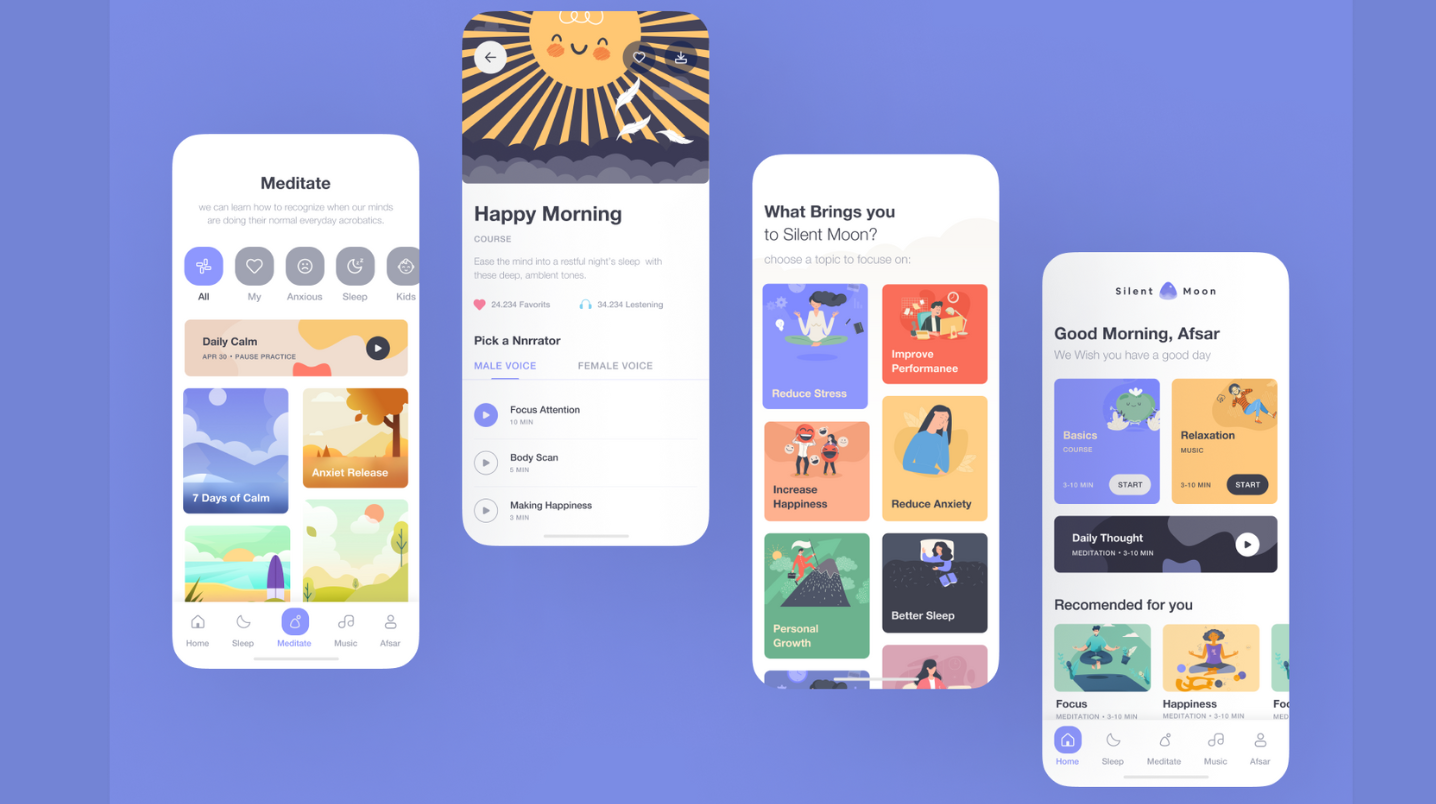 Meditate
we can learn how to recognize when our minds
are doing their normal everyday acrobatics.
All
My
Anxious
Sleep
Kids
Daily Calm
APR 30 • PAUSE PRACTICE
7 Days of Calm
Anxiet Release
Home
Sleep
Meditate
Music
Afsar
Happy Morning
COURSE
Ease the mind into a restful night's sleep with
these deep, amblent tones.
24.234 Favorits
34.234 Lestening
Pick a Nnrrator
MALE VOICE
FEMALE VOICE
Focus Attention
10 MIN
Body Scan
5 MIN
Making Happiness
3 MIN
What Brings you
to Silent Moon?
choose a topic to focus on:
Reduce Stress
Improve
Performanee
Increase
Happiness
Reduce Anxiety
Personal
Growth
Better Sleep
Silent Moon
Good Morning, Afsar
We Wish you have a good day
Basics
COURSE
3-10 MIN
START
Relaxation
MUSIC
3-10 MIN
START
Daily Thought
MEDITATION • 3-10 MIN
Recomended for you
Focus
MEDITATION • 3-10 MIN
Happiness
MEDITATION • 3-10 MIN
Foc
MED
Home
Sleep
Meditate
Music
Afsar